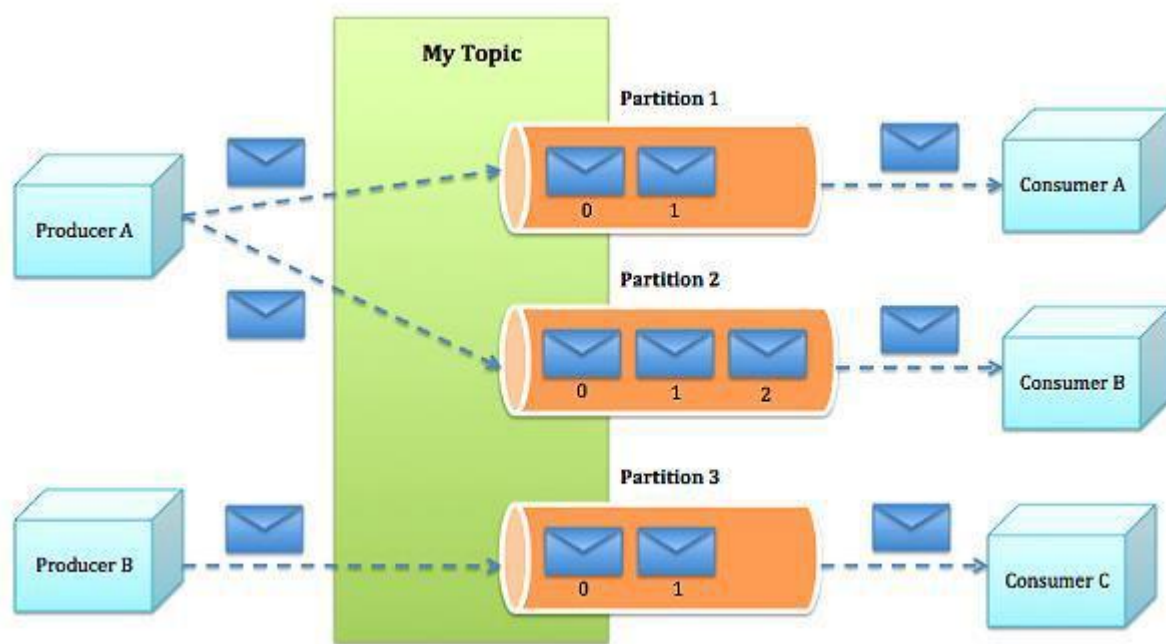 My Topic
Partition 1
Producer A
0 1
Consumer A
Partition 2
0 1 2
Consumer B
Partition 3
Producer B
0 1
Consumer C